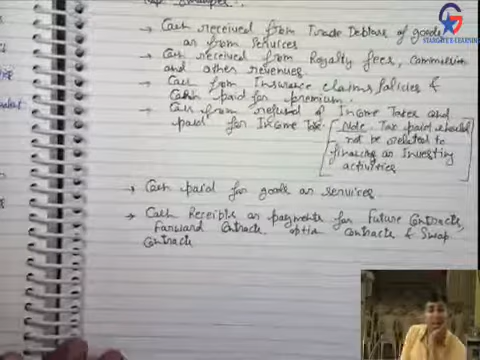 STARGATE E-LEARNING
→ Cash received from Trade Debtors of goods
or from Services
→ Cash received from Royalty fees, Commission
and other revenues.
→ Cash from Insurance claims, Policies &
Cash paid for premium.
→ Cash from refund of Income Taxes and
paid for Income Tax.
Note. Tax paid should
not be related to
financing or Investing
activities
→ Cash paid for goods or services.
→ Cash Receipts or payments for Future Contracts,
Forward Contracts, option Contracts & Swap
Contracts